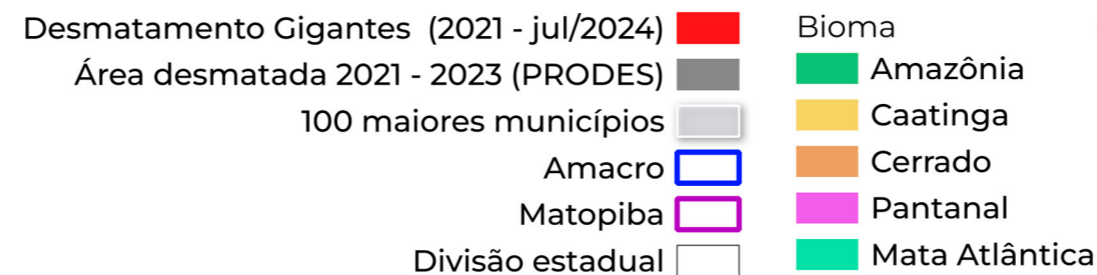 Desmatamento Gigantes (2021 - jul/2024)
Área desmatada 2021 - 2023 (PRODES)
100 maiores municípios
Amacro
Matopiba
Divisão estadual
Bioma
Amazônia
Caatinga
Cerrado
Pantanal
Mata Atlântica